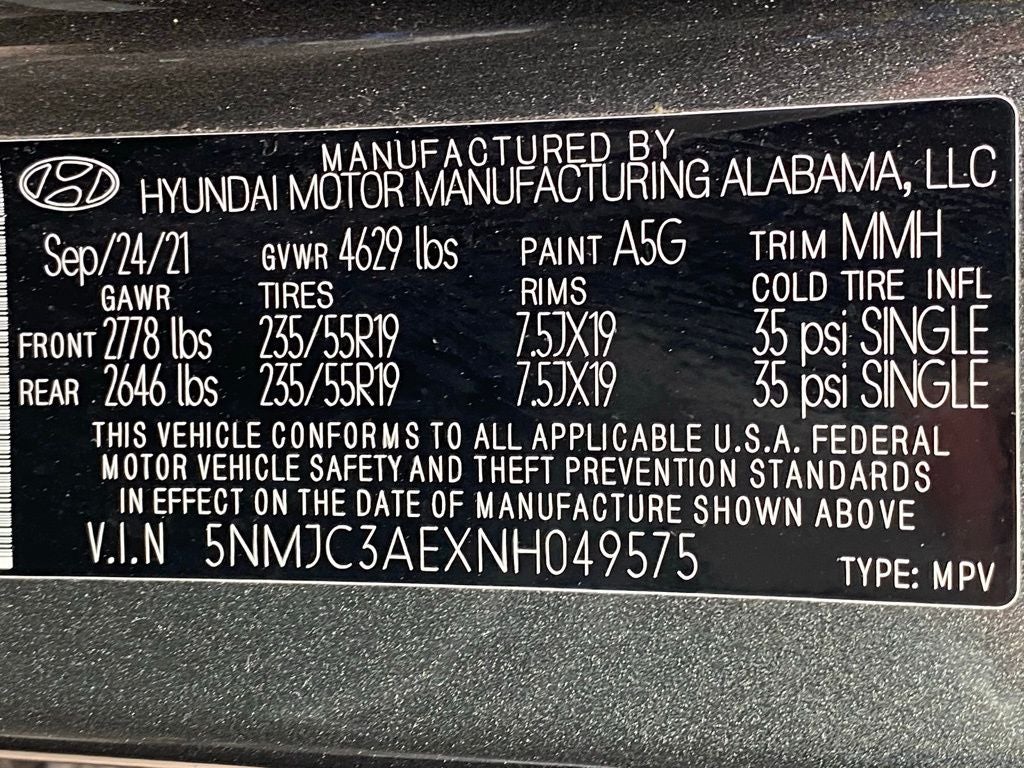 MANUFACTURED BY
HYUNDAI MOTOR MANUFACTURING ALABAMA, LLC
Sep/24/21 GVWR 4629 lbs PAINT A5G TRIM MMH
GAWR TIRES RIMS COLD TIRE INFL
FRONT 2778 lbs 235/55R19 7.5JX19 35 psi SINGLE
REAR 2646 lbs 235/55R19 7.5JX19 35 psi SINGLE
THIS VEHICLE CONFORMS TO ALL APPLICABLE U.S.A. FEDERAL
MOTOR VEHICLE SAFETY AND THEFT PREVENTION STANDARDS
IN EFFECT ON THE DATE OF MANUFACTURE SHOWN ABOVE
V.I.N 5NMJC3AEXNH049575
TYPE: MPV